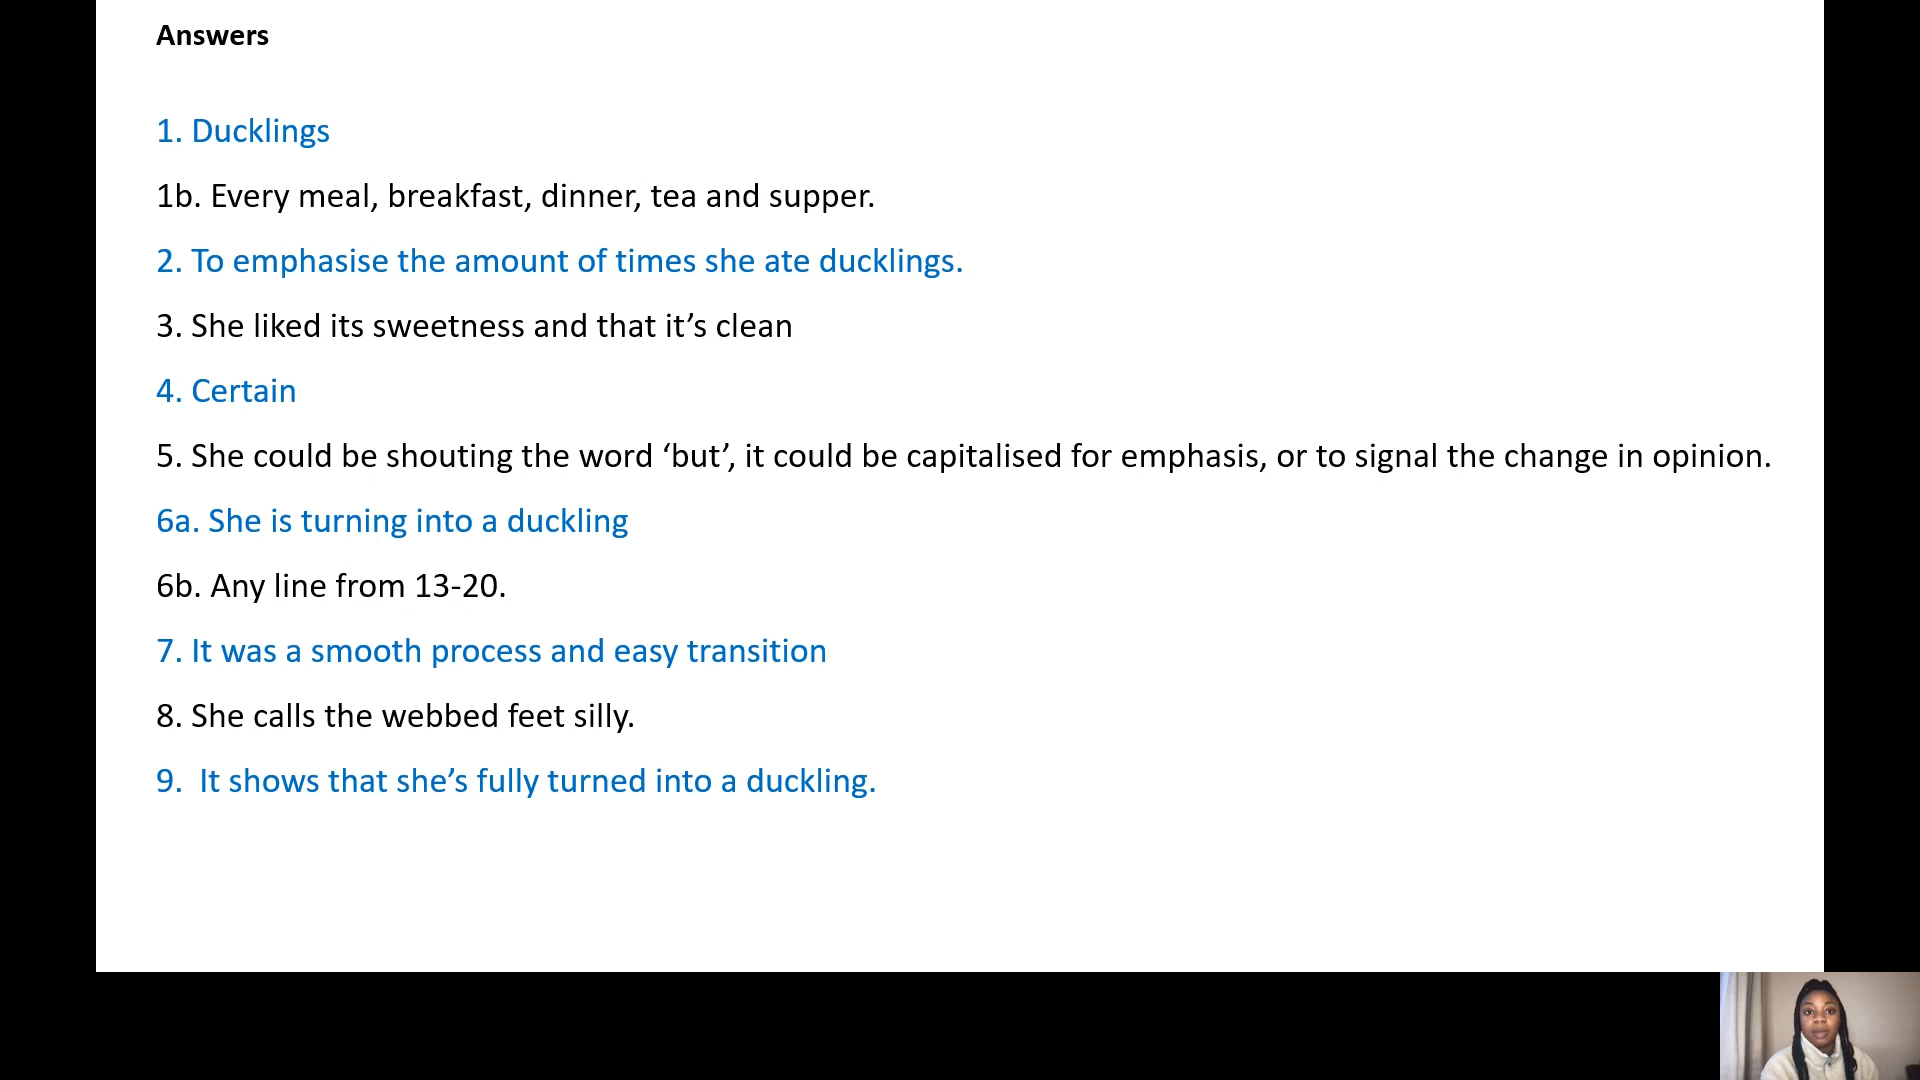 Answers
1. Ducklings
1b. Every meal, breakfast, dinner, tea and supper.
2. To emphasise the amount of times she ate ducklings.
3. She liked its sweetness and that it’s clean
4. Certain
5. She could be shouting the word ‘but’, it could be capitalised for emphasis, or to signal the change in opinion.
6a. She is turning into a duckling
6b. Any line from 13-20.
7. It was a smooth process and easy transition
8. She calls the webbed feet silly.
9.  It shows that she’s fully turned into a duckling.